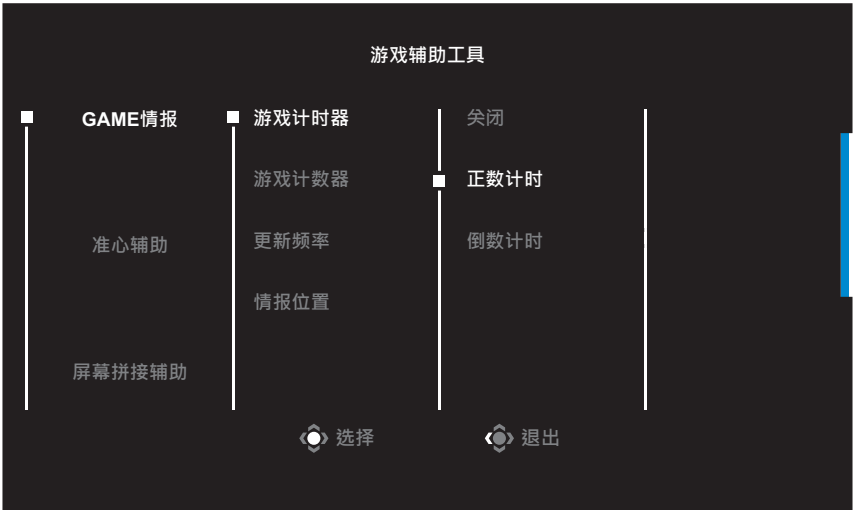 游戏辅助工具
GAME情报
游戏计时器
关闭
游戏计数器
正数计时
准心辅助
更新频率
倒数计时
情报位置
屏幕拼接辅助
选择
退出